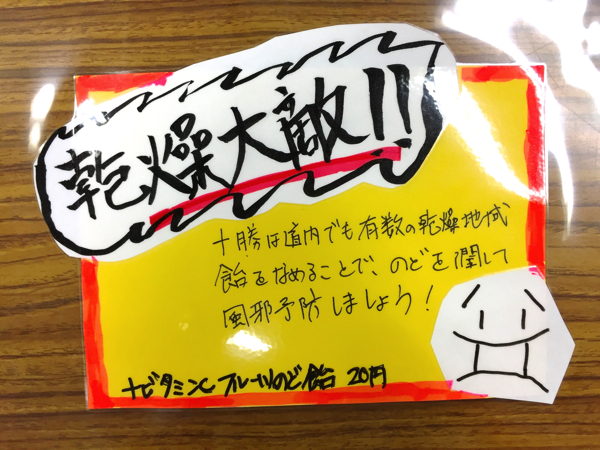 乾燥大敵!!
十勝は道内でも有数の乾燥地域
飴をなめることで、のどを潤して
風邪予防しましょう!
ナビタミンC フルーツのど飴 20円